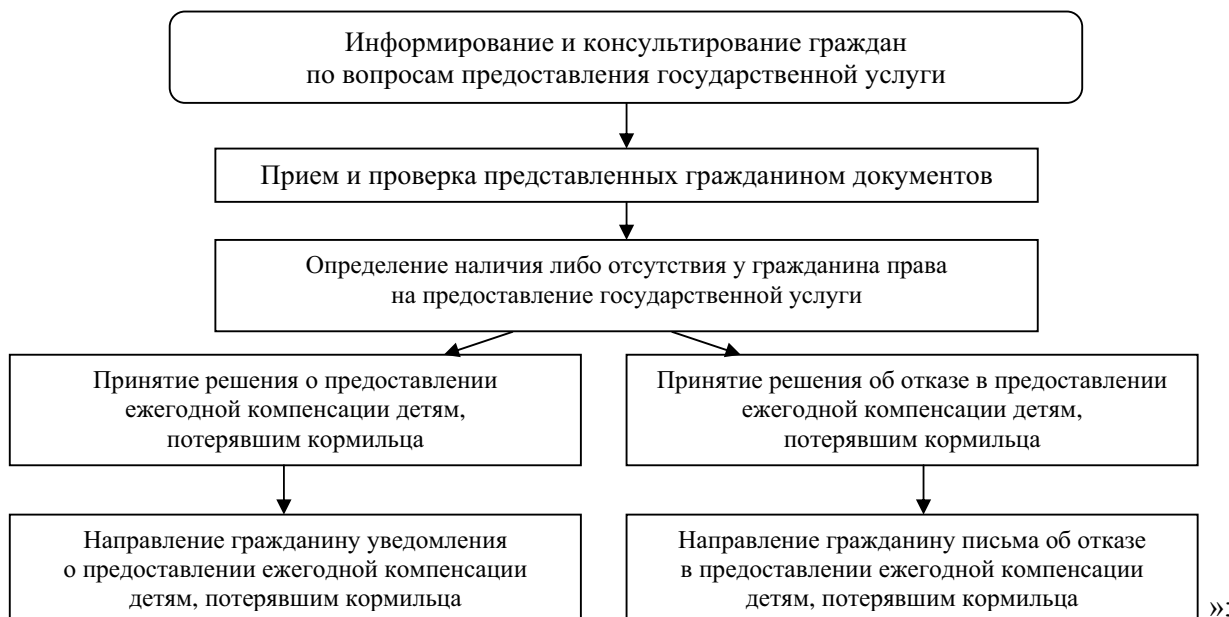 Информирование и консультирование граждан
по вопросам предоставления государственной услуги
Прием и проверка представленных гражданином документов
Определение наличия либо отсутствия у гражданина права
на предоставление государственной услуги
Принятие решения о предоставлении
ежегодной компенсации детям,
потерявшим кормильца
Принятие решения об отказе в предоставлении
ежегодной компенсации детям,
потерявшим кормильца
Направление гражданину уведомления
о предоставлении ежегодной компенсации
детям, потерявшим кормильца
Направление гражданину письма об отказе
в предоставлении ежегодной компенсации
детям, потерявшим кормильца
»;